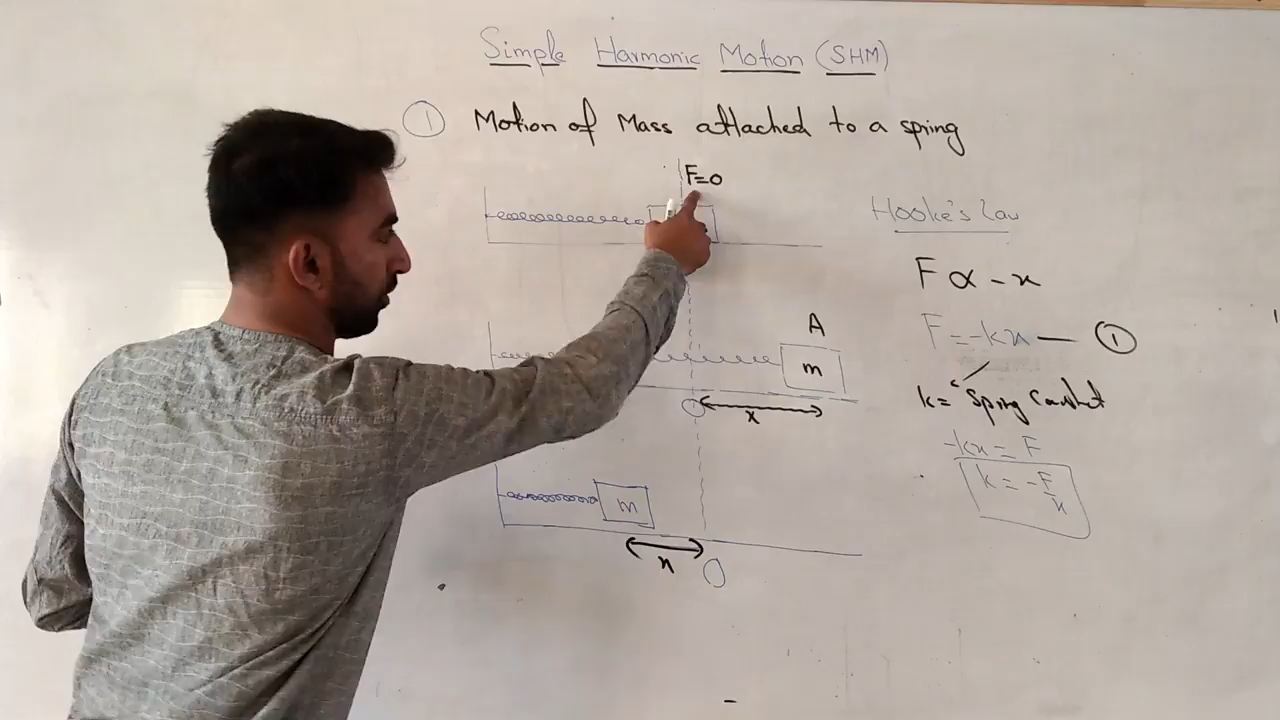 Simple Harmonic Motion (SHM)
① Motion of Mass attached to a spring
F=0
Hooke's Law
F ∝ -x
F=-kx — ①
A
m
k= Spring Constant
x
O
-kx = F
k = -F/x
m
x
O